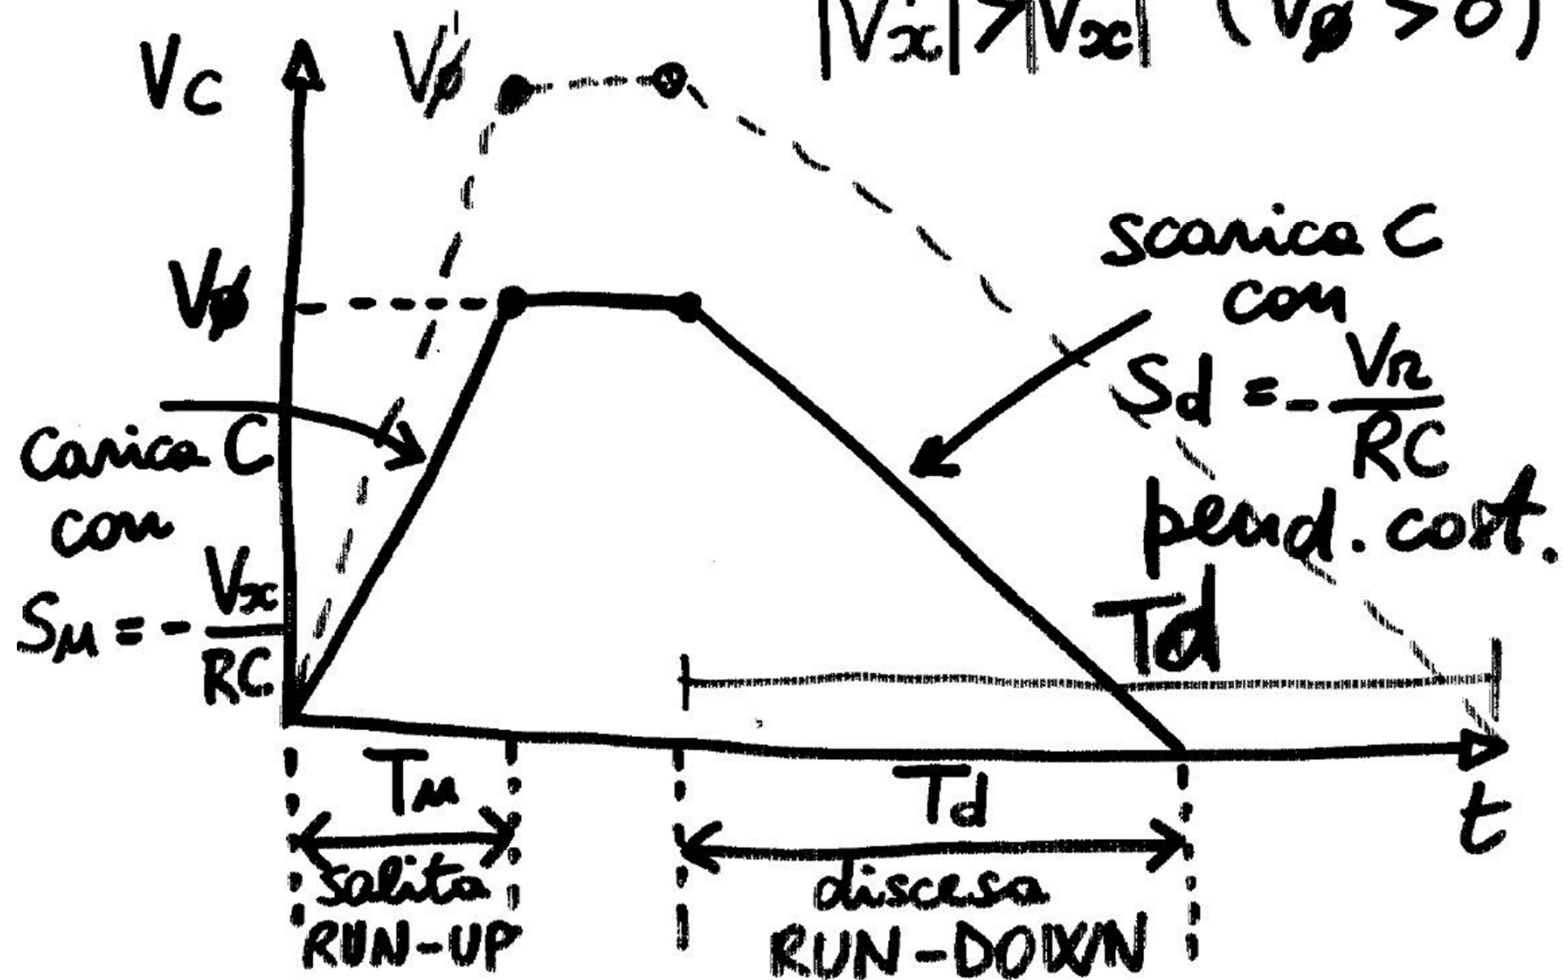 |Vẋ|>|Vx| (Vø>0)
Vc
Vø'
Vø
scarica C
con
Sd = - VR/RC
pend. cost.
carica C
con
Su = - Vx/RC
Td
Tu
Td
t
salita
discesa
RUN-UP
RUN-DOWN